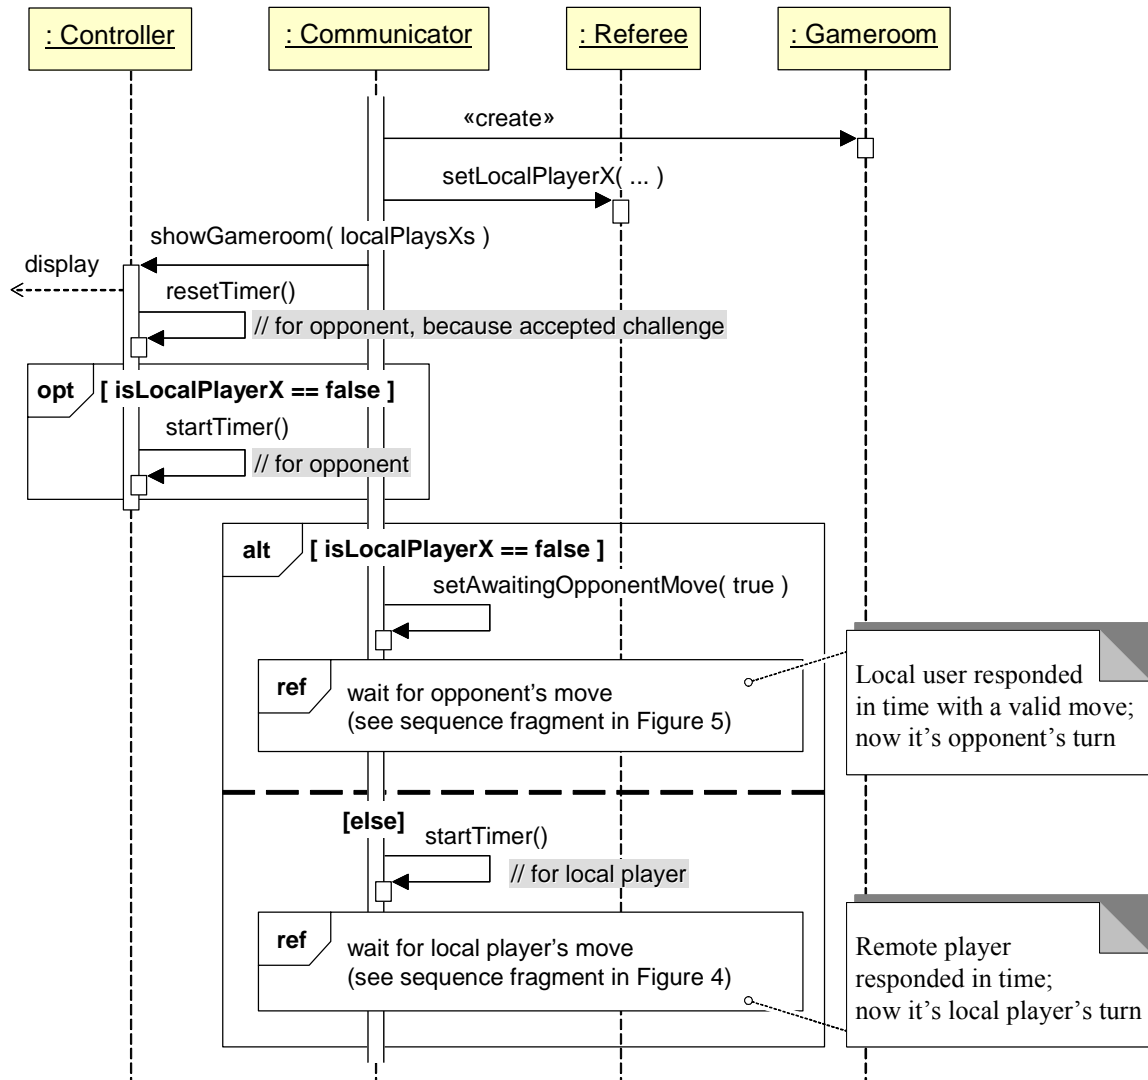 : Controller
: Communicator
: Referee
: Gameroom
«create»
setLocalPlayerX( ... )
showGameroom( localPlaysXs )
display
resetTimer()
// for opponent, because accepted challenge
opt [ isLocalPlayerX == false ]
startTimer()
// for opponent
alt [ isLocalPlayerX == false ]
setAwaitingOpponentMove( true )
ref wait for opponent’s move
(see sequence fragment in Figure 5)
Local user responded
in time with a valid move;
now it’s opponent’s turn
[else]
startTimer()
// for local player
ref wait for local player’s move
(see sequence fragment in Figure 4)
Remote player
responded in time;
now it’s local player’s turn